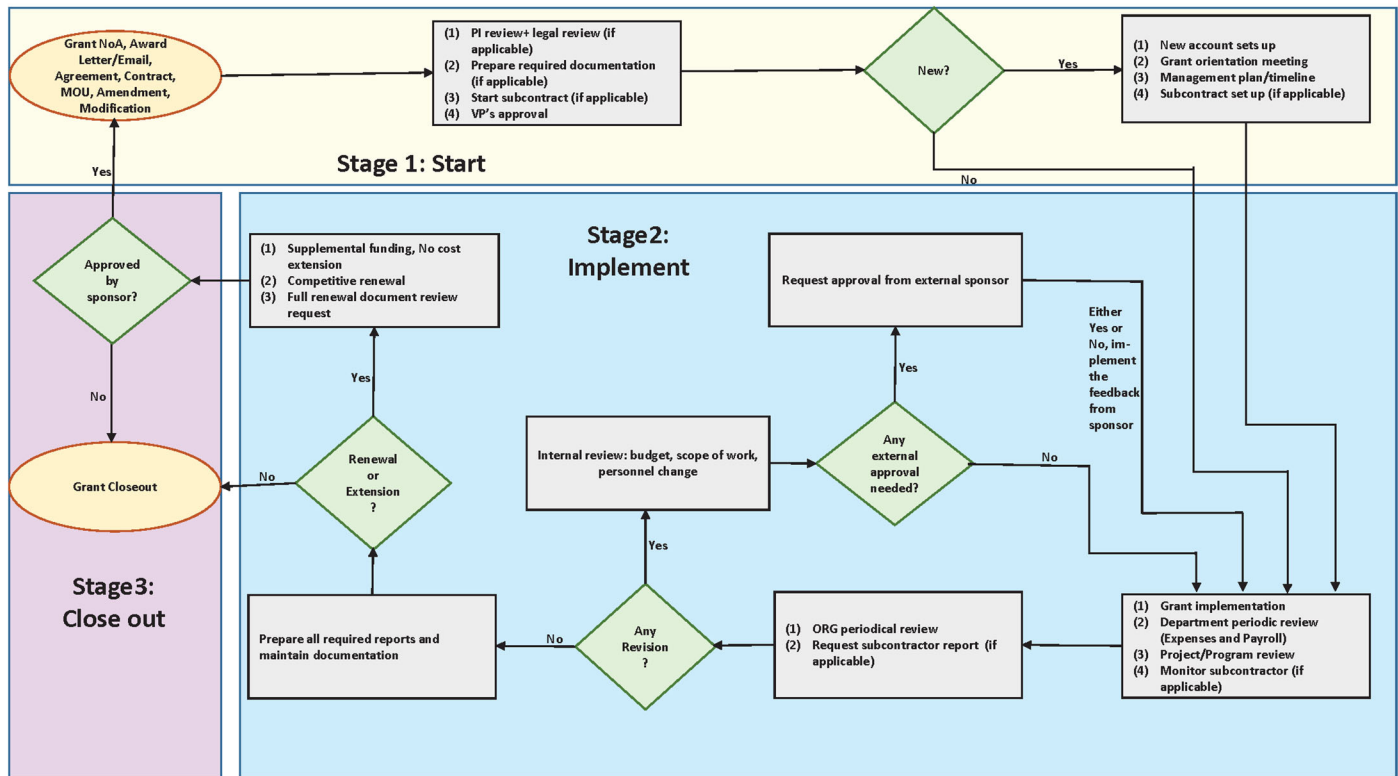 Grant NoA, Award
Letter/Email,
Agreement, Contract,
MOU, Amendment,
Modification
(1) PI review+ legal review (if
applicable)
(2) Prepare required documentation
(if applicable)
(3) Start subcontract (if applicable)
(4) VP's approval
New?
Yes
(1) New account sets up
(2) Grant orientation meeting
(3) Management plan/timeline
(4) Subcontract set up (if applicable)
No
Stage 1: Start
Yes
Approved
by
sponsor?
No
Grant Closeout
Stage3:
Close out
Stage2:
Implement
(1) Supplemental funding, No cost
extension
(2) Competitive renewal
(3) Full renewal document review
request
Yes
Renewal
or
Extension
?
No
Request approval from external sponsor
Either
Yes or
No, im-
plement
the
feedback
from
sponsor
Yes
Internal review: budget, scope of work,
personnel change
Any
external
approval
needed?
No
Yes
Prepare all required reports and
maintain documentation
No
Any
Revision
?
(1) ORG periodical review
(2) Request subcontractor report (if
applicable)
(1) Grant implementation
(2) Department periodic review
(Expenses and Payroll)
(3) Project/Program review
(4) Monitor subcontractor (if
applicable)